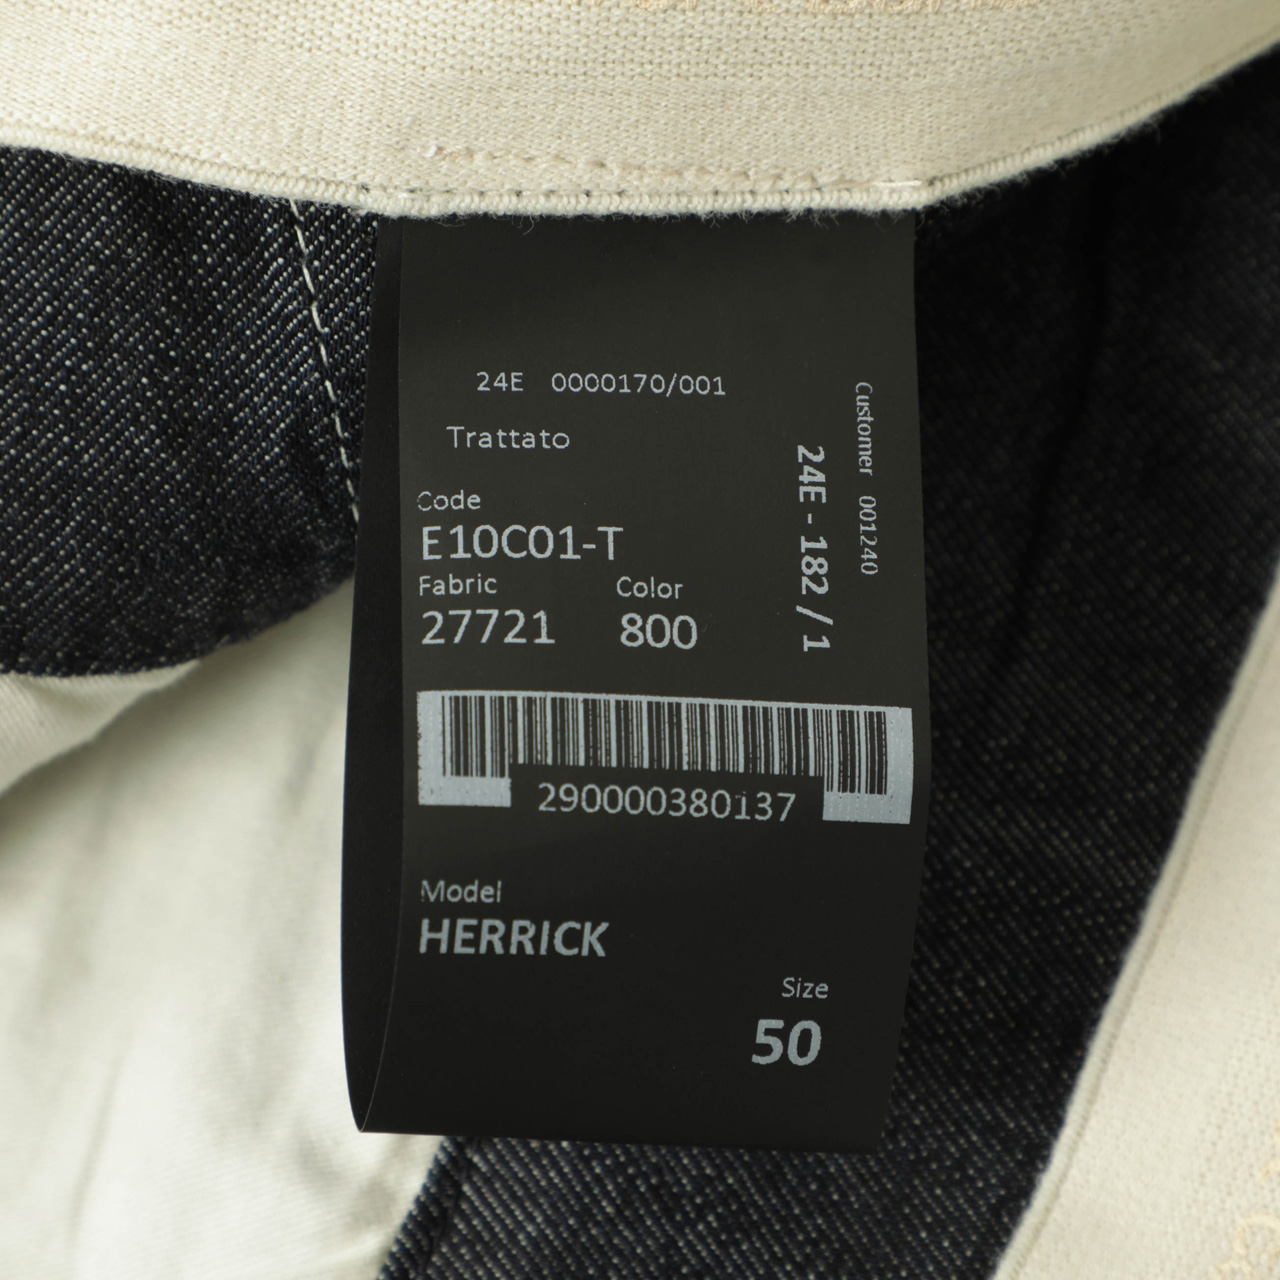 24E 0000170/001
Trattato
Code
E10C01-T
Fabric Color
27721 800
24E - 182 / 1
Customer 001240
290000380137
Model
HERRICK
Size
50